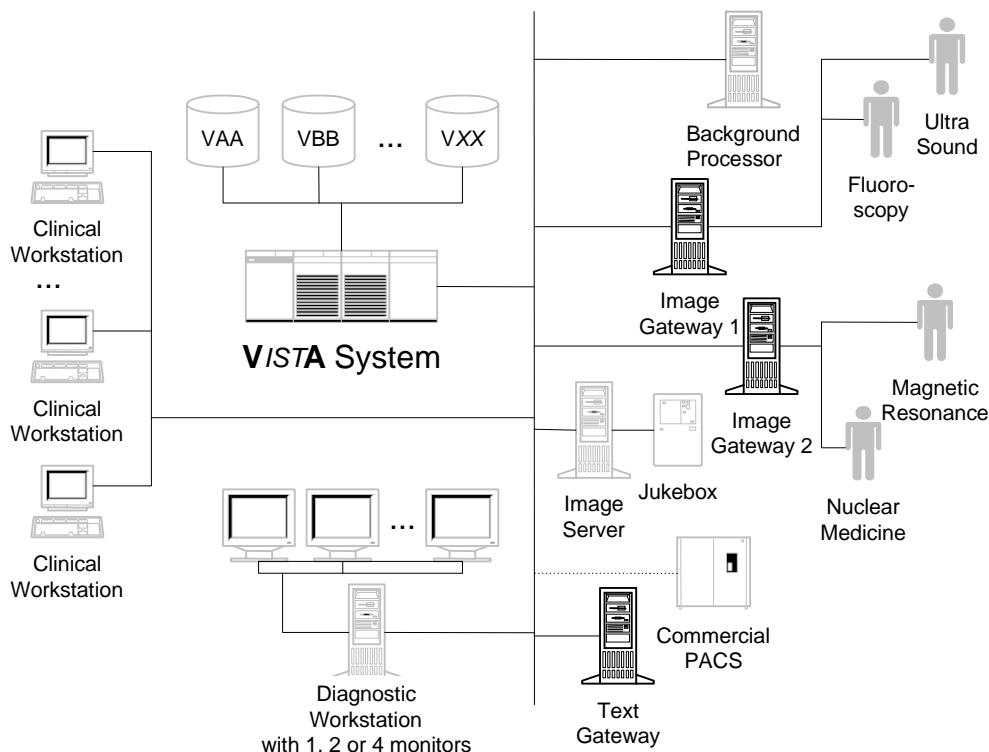 VAA
VBB
...
VXX
Clinical
Workstation
...
Clinical
Workstation
Clinical
Workstation
VISTA System
...
Diagnostic
Workstation
with 1, 2 or 4 monitors
Background
Processor
Ultra
Sound
Fluoro-
scopy
Image
Gateway 1
Image
Gateway 2
Magnetic
Resonance
Nuclear
Medicine
Image
Server
Jukebox
Commercial
PACS
Text
Gateway